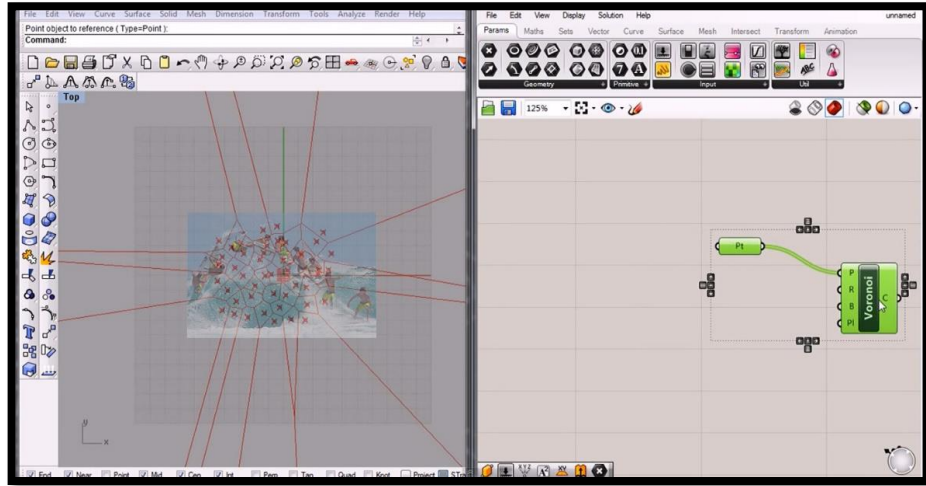 File Edit View Curve Surface Solid Mesh Dimension Transform Tools Analyze Render Help
Point object to reference ( Type=Point ):
Command:
Top
y
x
End Near Point Mid Cen Int Perp Tan Quad Knot Project STra
File Edit View Display Solution Help
unnamed
Params Maths Sets Vector Curve Surface Mesh Intersect Transform Animation
Geometry Primitive Input Util
125%
Pt
P
R
B
Pl
Voronoi
C